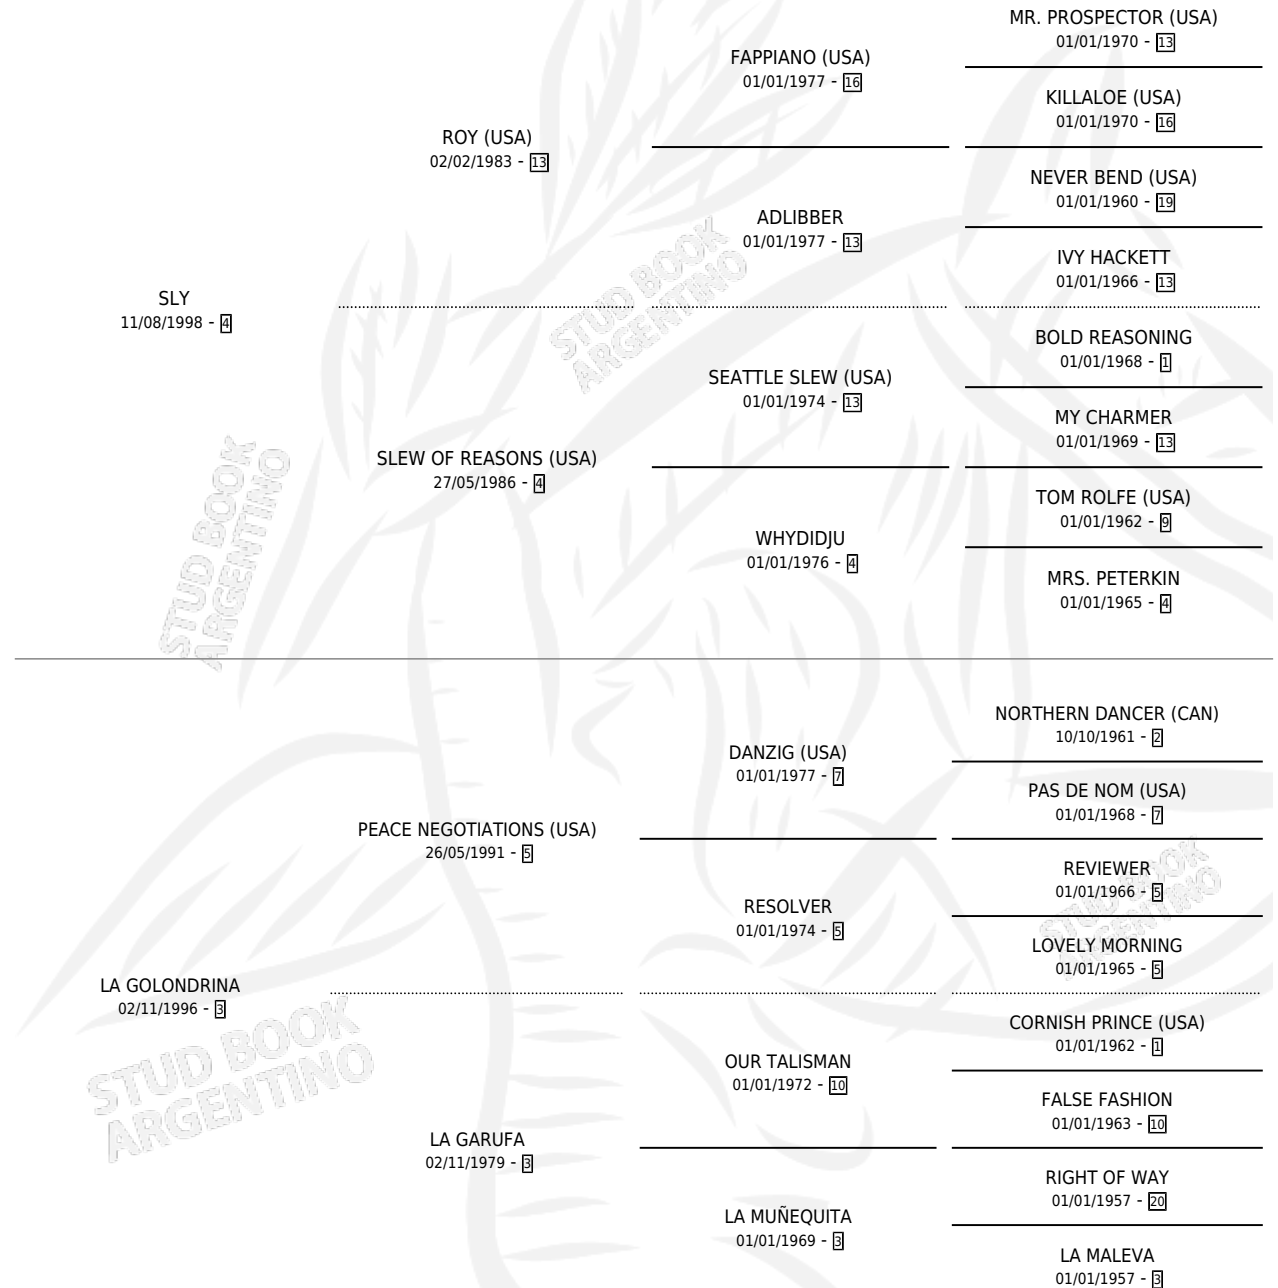 MR. PROSPECTOR (USA)
01/01/1970 - 13
FAPPIANO (USA)
01/01/1977 - 16
KILLALOE (USA)
01/01/1970 - 16
ROY (USA)
02/02/1983 - 13
NEVER BEND (USA)
01/01/1960 - 19
ADLIBBER
01/01/1977 - 13
IVY HACKETT
01/01/1966 - 13
SLY
11/08/1998 - 4
BOLD REASONING
01/01/1968 - 1
SEATTLE SLEW (USA)
01/01/1974 - 13
MY CHARMER
01/01/1969 - 13
SLEW OF REASONS (USA)
27/05/1986 - 4
TOM ROLFE (USA)
01/01/1962 - 9
WHYDIDJU
01/01/1976 - 4
MRS. PETERKIN
01/01/1965 - 4
NORTHERN DANCER (CAN)
10/10/1961 - 2
DANZIG (USA)
01/01/1977 - 7
PAS DE NOM (USA)
01/01/1968 - 7
PEACE NEGOTIATIONS (USA)
26/05/1991 - 5
REVIEWER
01/01/1966 - 5
RESOLVER
01/01/1974 - 5
LOVELY MORNING
01/01/1965 - 5
LA GOLONDRINA
02/11/1996 - 3
CORNISH PRINCE (USA)
01/01/1962 - 1
OUR TALISMAN
01/01/1972 - 10
FALSE FASHION
01/01/1963 - 10
LA GARUFA
02/11/1979 - 3
RIGHT OF WAY
01/01/1957 - 20
LA MUÑEQUITA
01/01/1969 - 3
LA MALEVA
01/01/1957 - 3
STUD BOOK
ARGENTINO
STUD BOOK
ARGENTINO
STUD BOOK
ARGENTINO
STUD BOOK
ARGENTINO